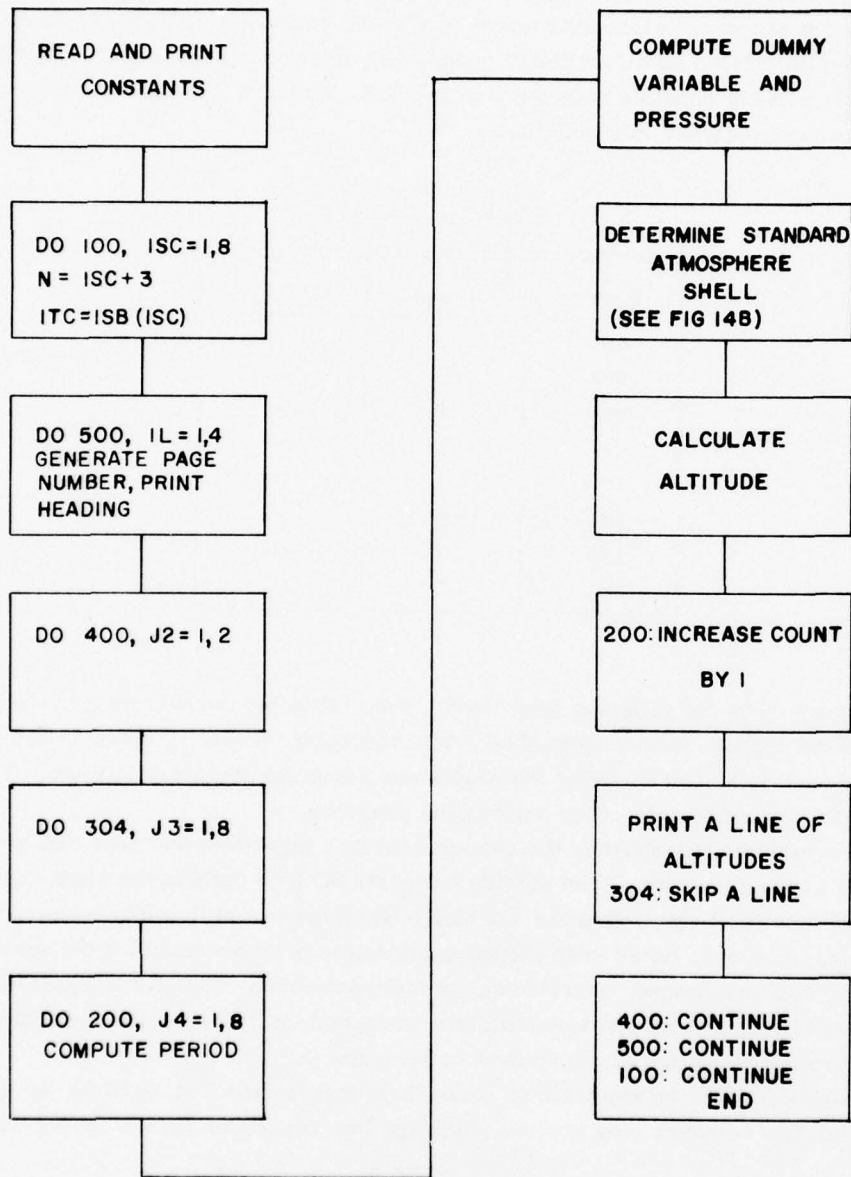 READ AND PRINT
CONSTANTS
DO 100, ISC=1,8
N = ISC+3
ITC=ISB (ISC)
DO 500, IL=1,4
GENERATE PAGE
NUMBER, PRINT
HEADING
DO 400, J2=1,2
DO 304, J3=1,8
DO 200, J4=1,8
COMPUTE PERIOD
COMPUTE DUMMY
VARIABLE AND
PRESSURE
DETERMINE STANDARD
ATMOSPHERE
SHELL
(SEE FIG 14B)
CALCULATE
ALTITUDE
200: INCREASE COUNT
BY 1
PRINT A LINE OF
ALTITUDES
304: SKIP A LINE
400: CONTINUE
500: CONTINUE
100: CONTINUE
END